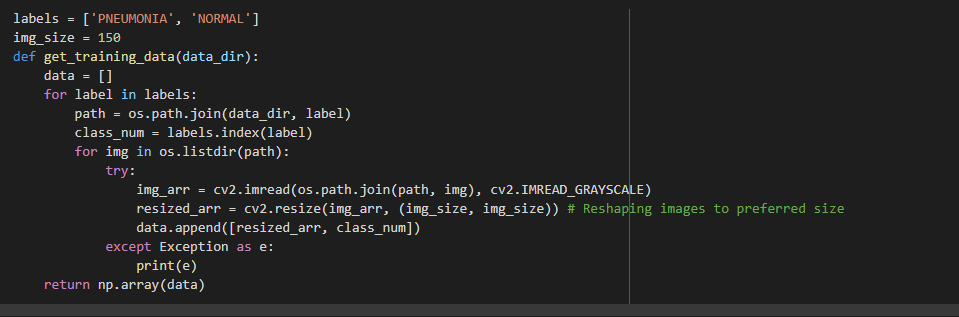 labels = ['PNEUMONIA', 'NORMAL']
img_size = 150
def get_training_data(data_dir):
    data = []
    for label in labels:
        path = os.path.join(data_dir, label)
        class_num = labels.index(label)
        for img in os.listdir(path):
            try:
                img_arr = cv2.imread(os.path.join(path, img), cv2.IMREAD_GRAYSCALE)
                resized_arr = cv2.resize(img_arr, (img_size, img_size)) # Reshaping images to preferred size
                data.append([resized_arr, class_num])
            except Exception as e:
                print(e)
    return np.array(data)